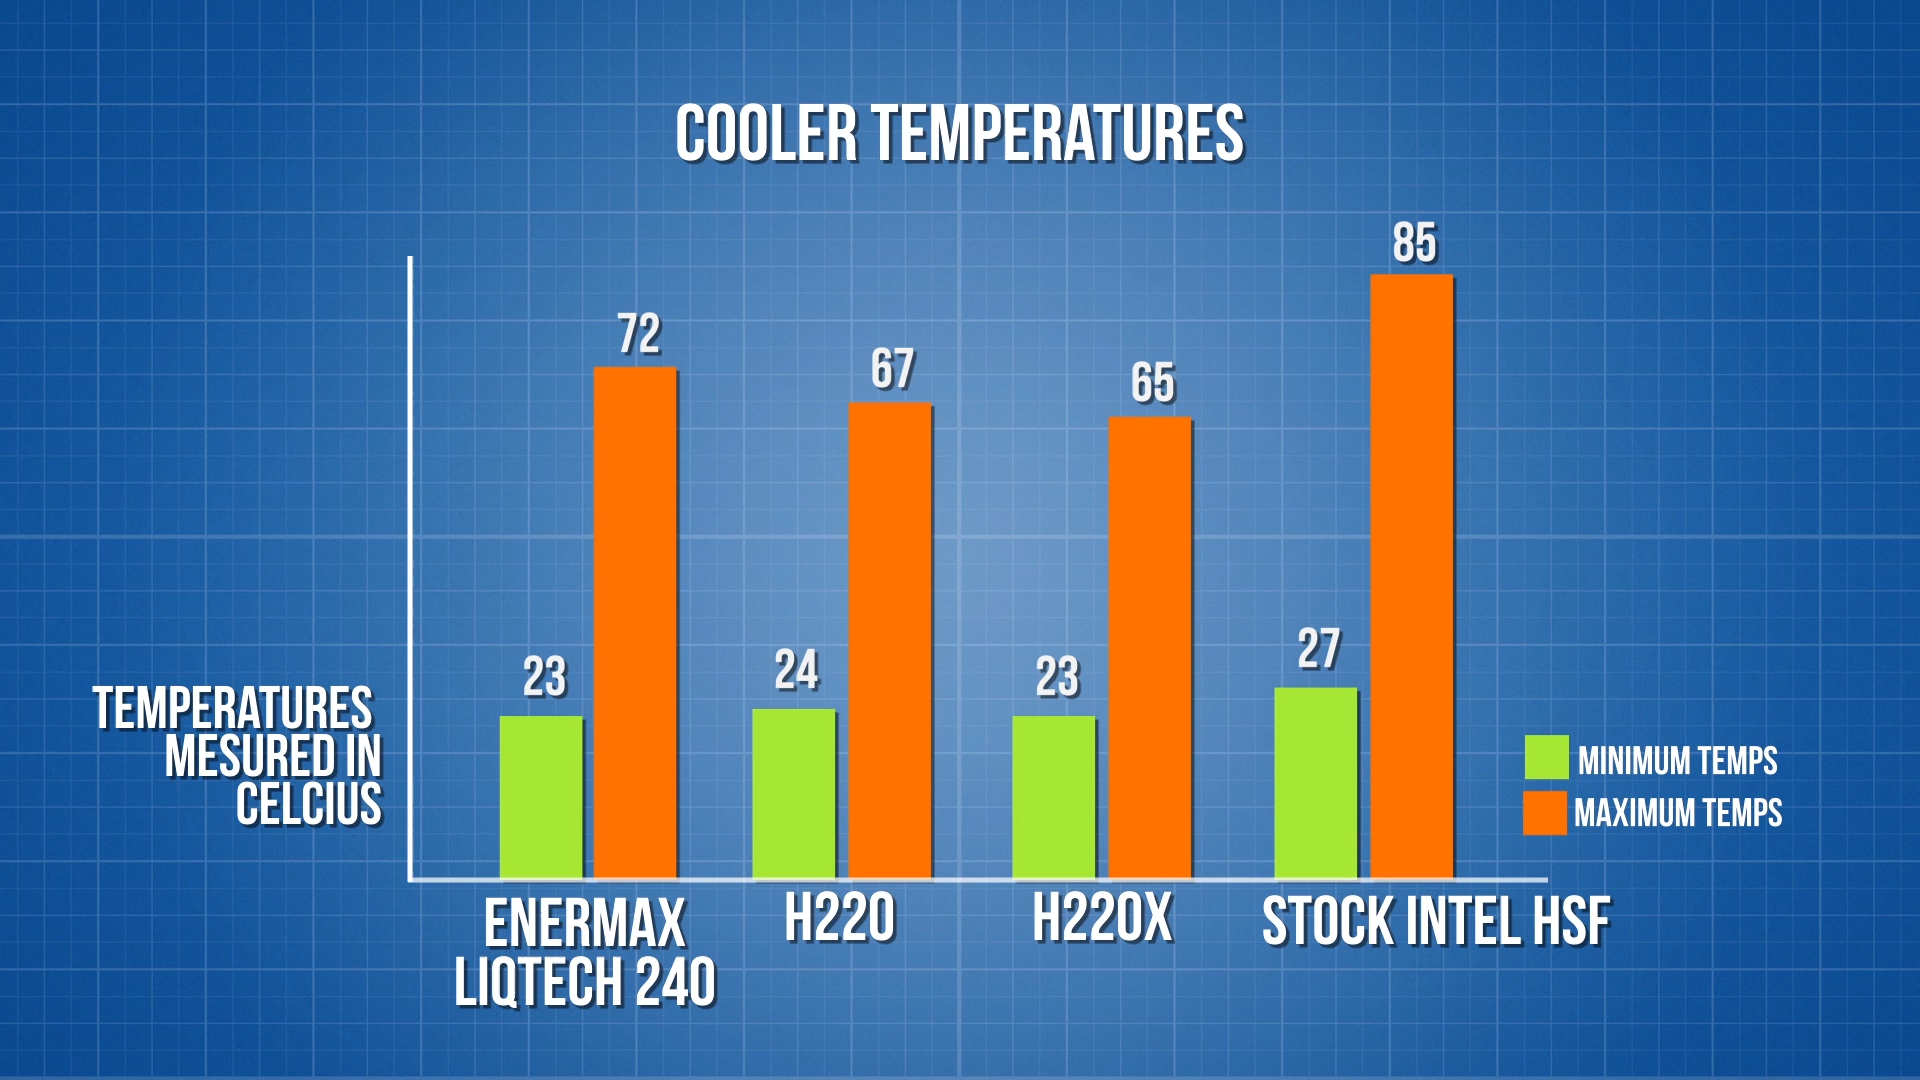 COOLER TEMPERATURES
85
72
67
65
27
24
23
23
TEMPERATURES
MESURED IN
CELCIUS
MINIMUM TEMPS
MAXIMUM TEMPS
ENERMAX
LIQTECH 240
H220
H220X
STOCK INTEL HSF